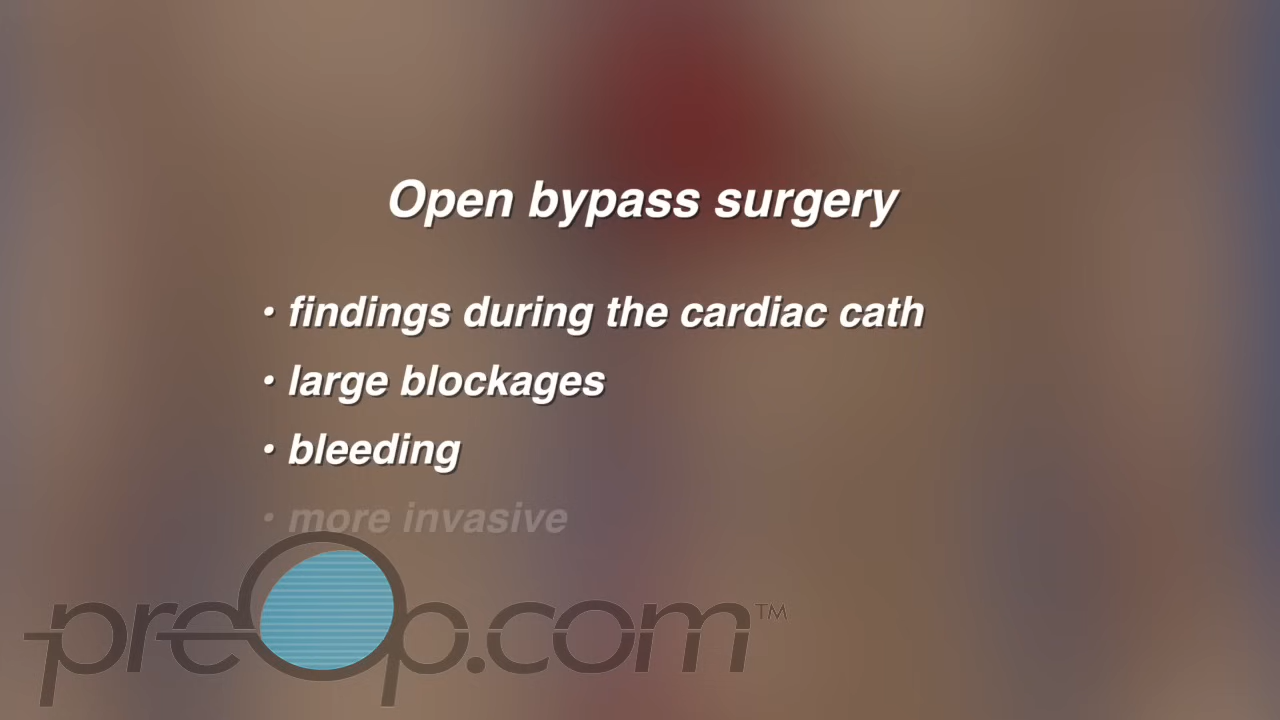 Open bypass surgery
• findings during the cardiac cath
• large blockages
• bleeding
• more invasive
preOp.com™